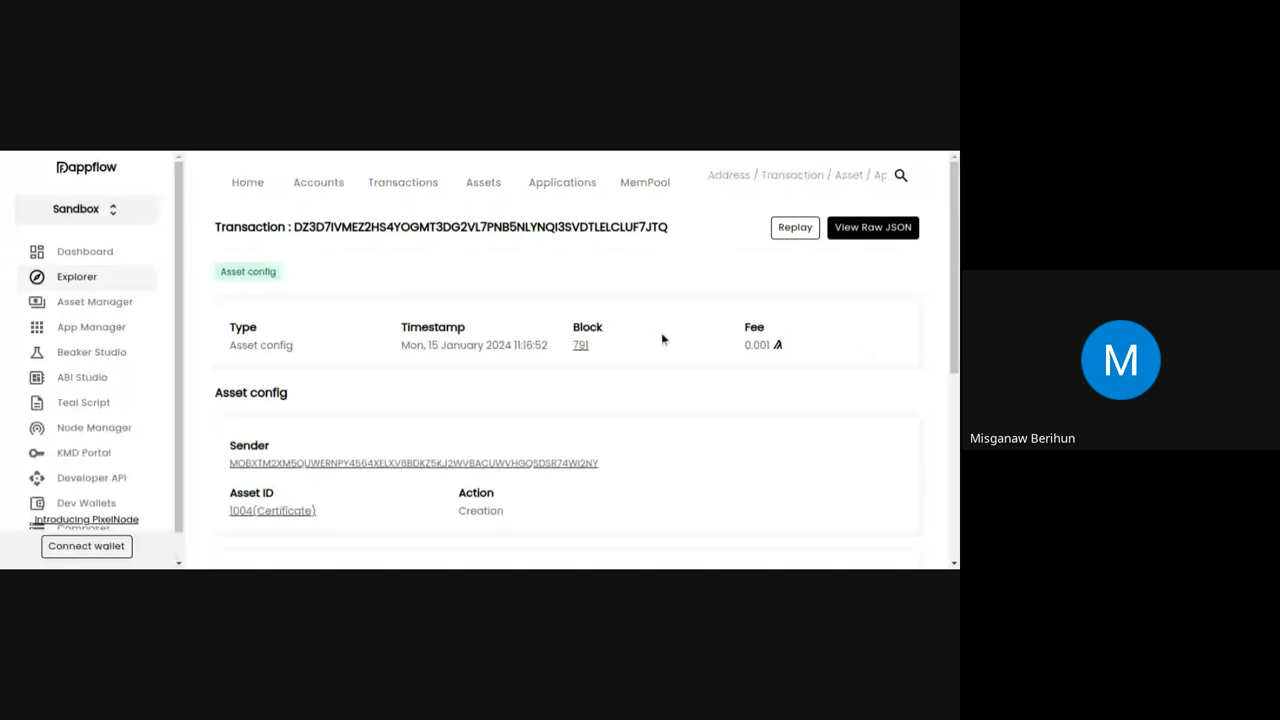 Dappflow
Sandbox
Dashboard
Explorer
Asset Manager
App Manager
Beaker Studio
ABI Studio
Teal Script
Node Manager
KMD Portal
Developer API
Dev Wallets
Introducing PixelNode
Composer
Connect wallet
Home Accounts Transactions Assets Applications MemPool
Address / Transaction / Asset / Ap
Transaction : DZ3D7IVMEZ2HS4YOGMT3DG2VL7PNB5NLYNQI3SVDTLELCLUF7JTQ
Replay View Raw JSON
Asset config
Type Timestamp Block Fee
Asset config Mon, 15 January 2024 11:16:52 791 0.001
Asset config
Sender
MOBXTM2XM5QUWERNPY4564XELXV6BDKZ5KJ2WVBACUWVHGQSDSR74WI2NY
Asset ID Action
1004(Certificate) Creation
M
Misganaw Berihun